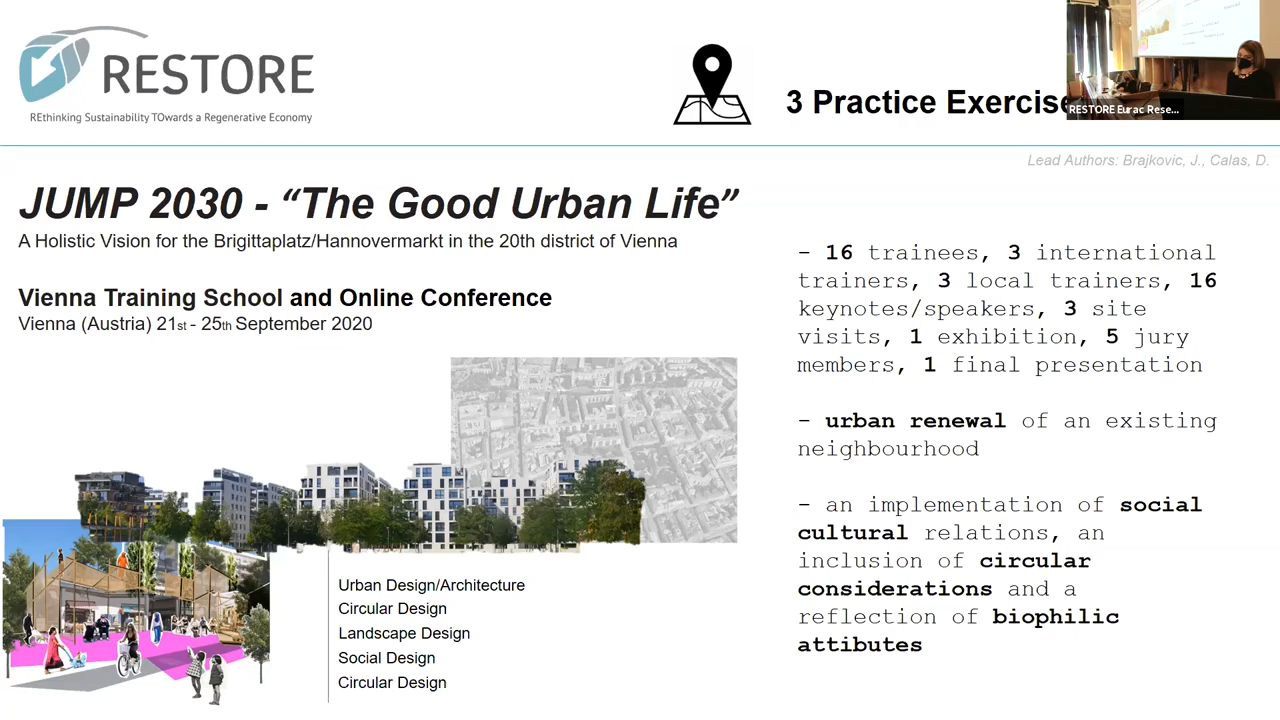 RESTORE
REthinking Sustainability TOwards a Regenerative Economy
3 Practice Exercise
RESTORE Eurac Rese...
Lead Authors: Brajkovic, J., Calas, D.
JUMP 2030 - “The Good Urban Life”
A Holistic Vision for the Brigittaplatz/Hannovermarkt in the 20th district of Vienna
Vienna Training School and Online Conference
Vienna (Austria) 21st - 25th September 2020
Urban Design/Architecture
Circular Design
Landscape Design
Social Design
Circular Design
- 16 trainees, 3 international
trainers, 3 local trainers, 16
keynotes/speakers, 3 site
visits, 1 exhibition, 5 jury
members, 1 final presentation
- urban renewal of an existing
neighbourhood
- an implementation of social
cultural relations, an
inclusion of circular
considerations and a
reflection of biophilic
attibutes